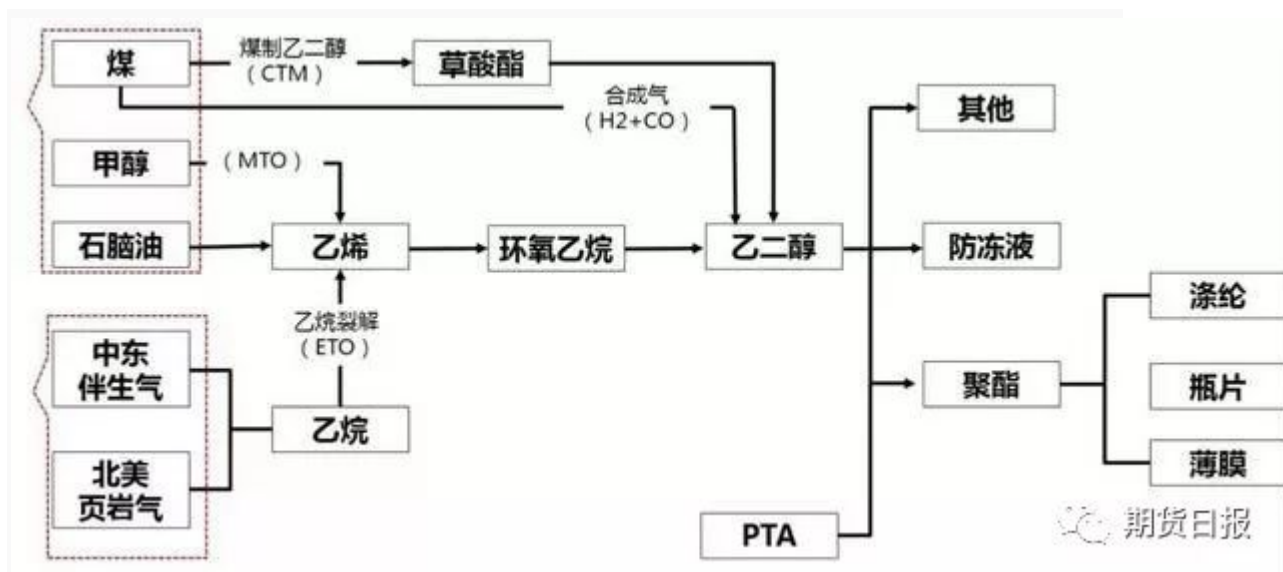 煤
煤制乙二醇
（CTM）
草酸酯
合成气
（H2+CO）
其他
甲醇
（MTO）
石脑油
乙烯
环氧乙烷
乙二醇
防冻液
涤纶
乙烷裂解
（ETO）
中东
伴生气
聚酯
瓶片
乙烷
北美
页岩气
薄膜
PTA
期货日报